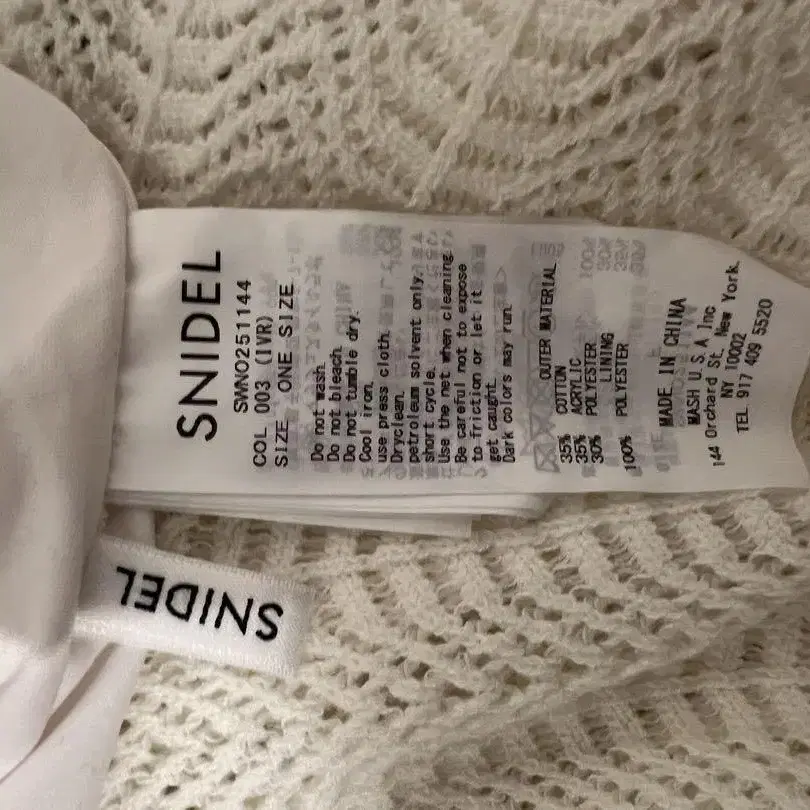 SNIDEL
SWNO251144
COL 003 (IVR)
SIZE ONE SIZE
Do not wash.
Do not bleach.
Do not tumble dry.
Cool iron.
use press cloth.
Dryclean.
petroleum solvent only.
short cycle.
Use the net when cleaning
Be careful not to expose
to friction or let it
get caught.
Dark colors may run.
OUTER MATERIAL
35% COTTON
35% ACRYLIC
30% POLYESTER
LINING
100% POLYESTER
MADE IN CHINA
MASH U.S.A Inc
144 Orchard St, New York,
NY 10002
TEL. 917 409 5520
SNIDEL